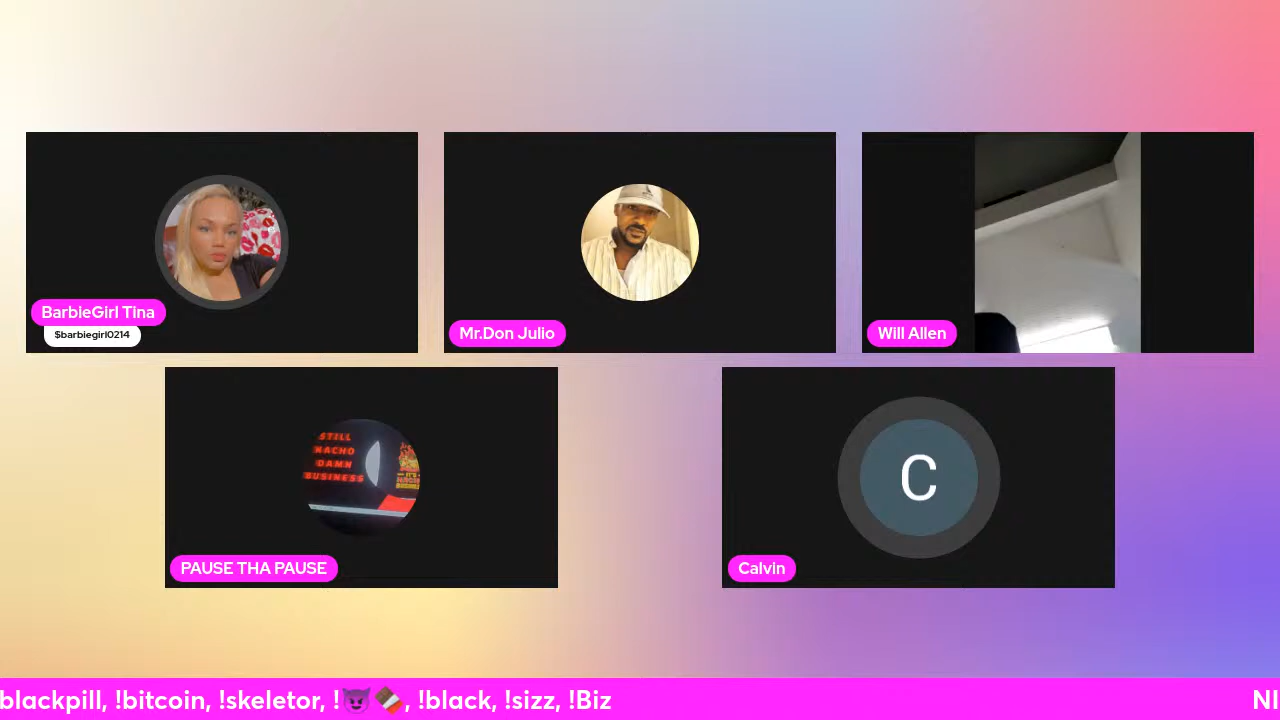 BarbieGirl Tina
$barbiegirl0214
Mr.Don Julio
Will Allen
STILL
NACHO
DAMN
BUSINESS
PAUSE THA PAUSE
C
Calvin
blackpill, !bitcoin, !skeletor, !😈🍫, !black, !sizz, !Biz
NI